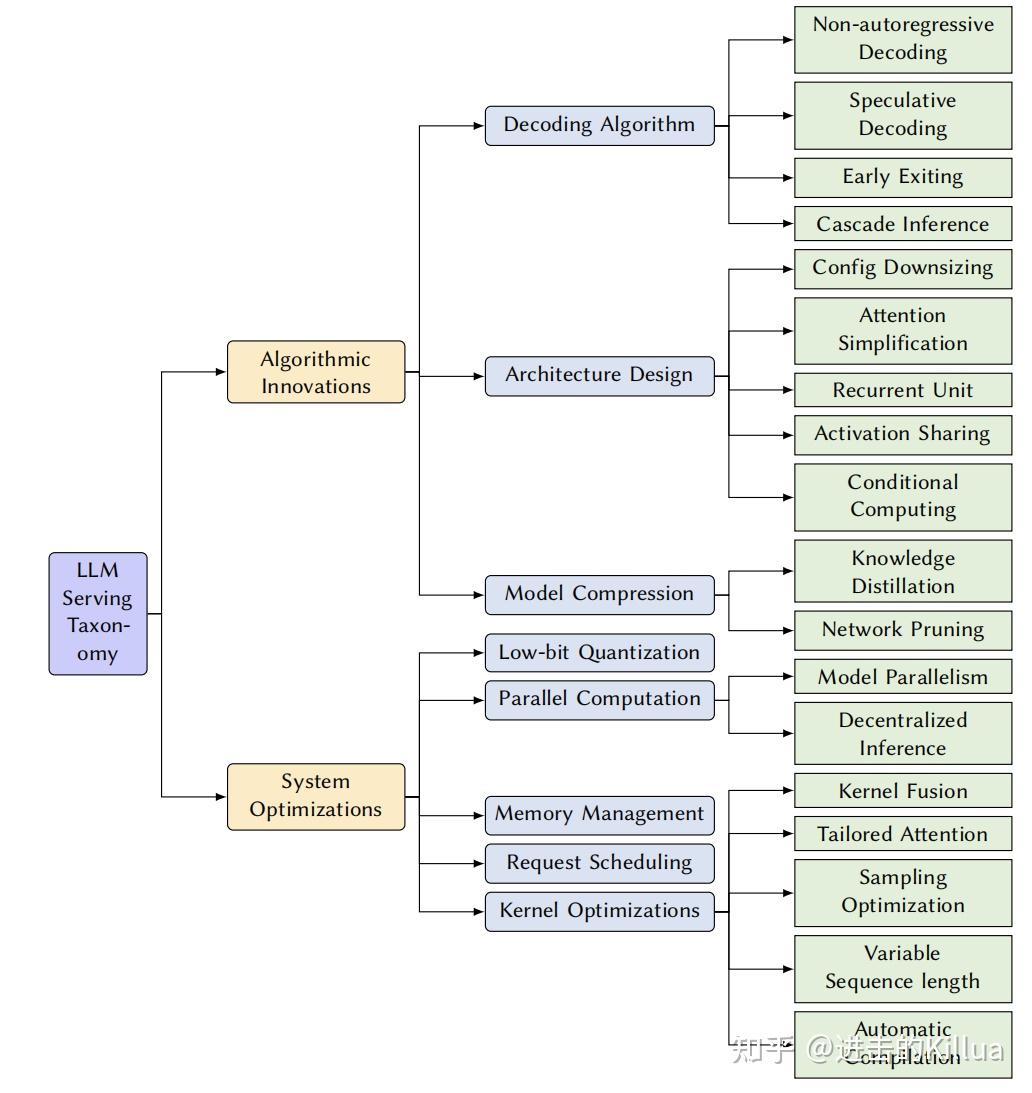 LLM
Serving
Taxon-
omy
Algorithmic
Innovations
System
Optimizations
Decoding Algorithm
Architecture Design
Model Compression
Low-bit Quantization
Parallel Computation
Memory Management
Request Scheduling
Kernel Optimizations
Non-autoregressive
Decoding
Speculative
Decoding
Early Exiting
Cascade Inference
Config Downsizing
Attention
Simplification
Recurrent Unit
Activation Sharing
Conditional
Computing
Knowledge
Distillation
Network Pruning
Model Parallelism
Decentralized
Inference
Kernel Fusion
Tailored Attention
Sampling
Optimization
Variable
Sequence length
Automatic
Compilation
知乎 @进击的Killua